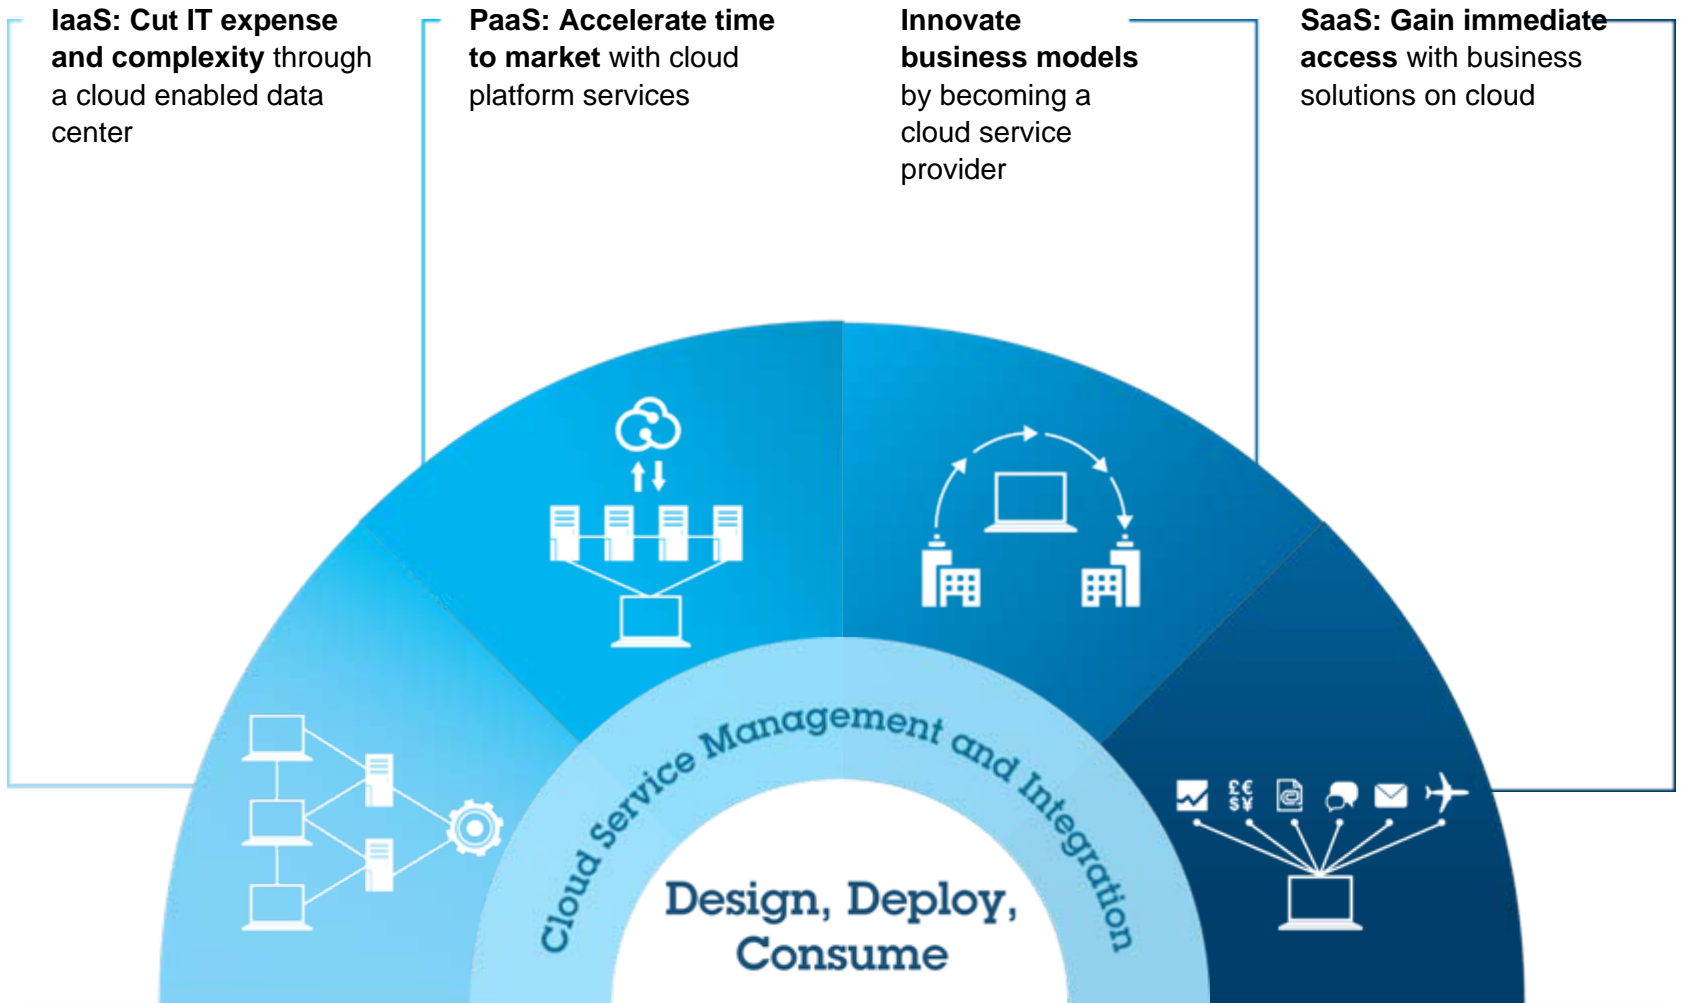 IaaS: Cut IT expense
and complexity through
a cloud enabled data
center
PaaS: Accelerate time
to market with cloud
platform services
Innovate
business models
by becoming a
cloud service
provider
SaaS: Gain immediate
access with business
solutions on cloud
£€
$¥
Cloud Service Management and Integration
Design, Deploy,
Consume